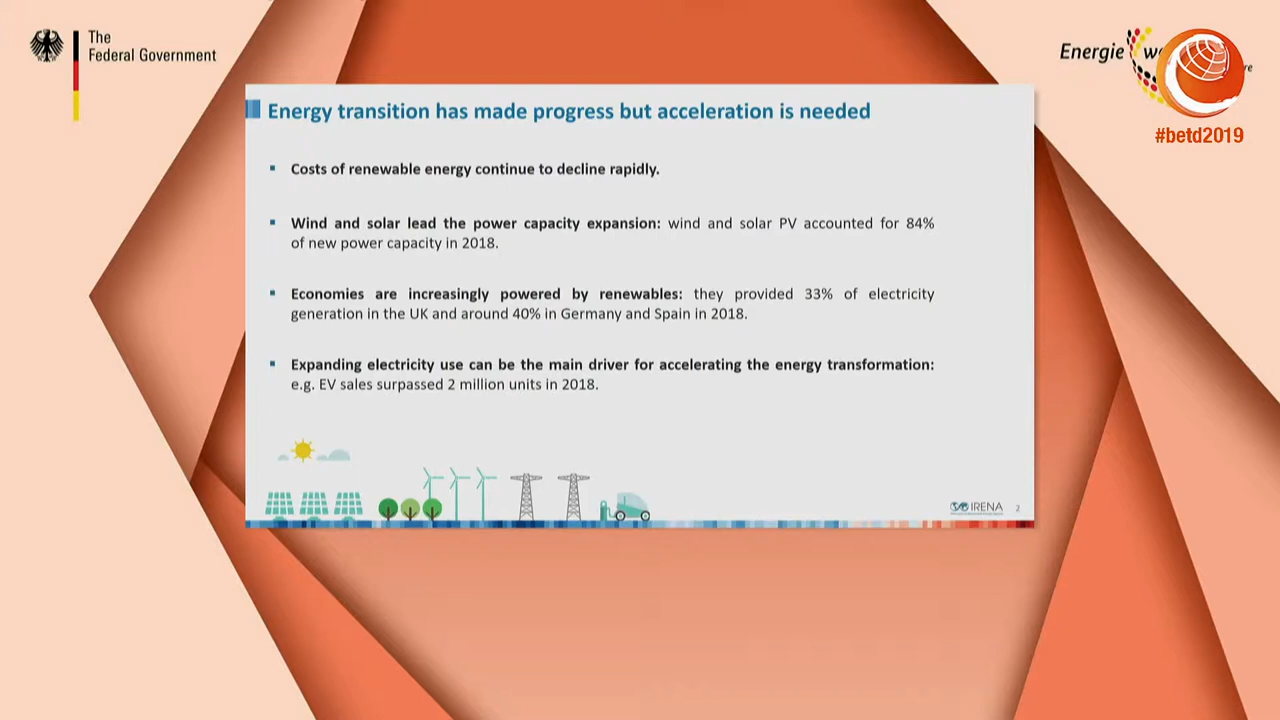 The
Federal Government
Energie
#betd2019
Energy transition has made progress but acceleration is needed
Costs of renewable energy continue to decline rapidly.
Wind and solar lead the power capacity expansion: wind and solar PV accounted for 84%
of new power capacity in 2018.
Economies are increasingly powered by renewables: they provided 33% of electricity
generation in the UK and around 40% in Germany and Spain in 2018.
Expanding electricity use can be the main driver for accelerating the energy transformation:
e.g. EV sales surpassed 2 million units in 2018.
IRENA
2